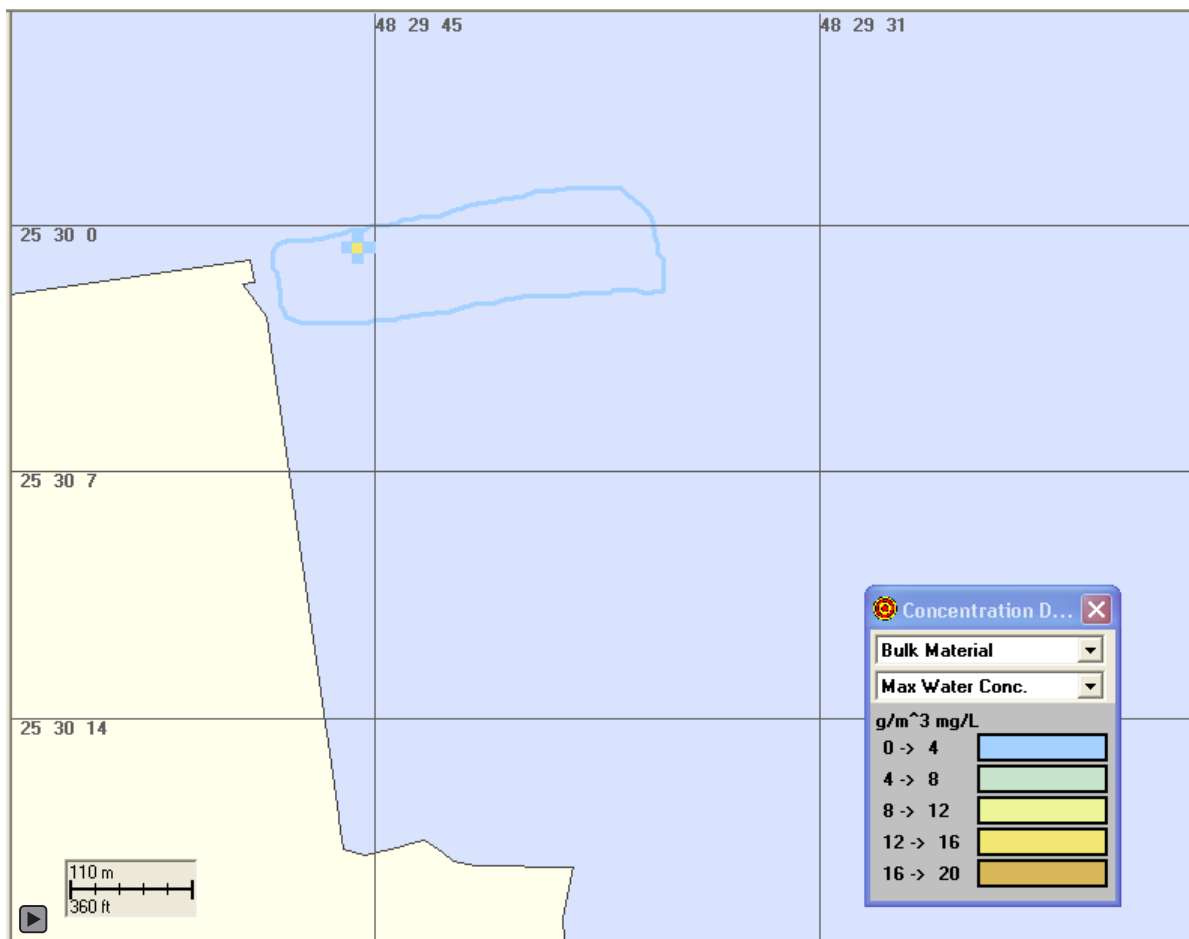 48 29 45
48 29 31
25 30 0
25 30 7
25 30 14
110 m
360 ft
Concentration D...
Bulk Material
Max Water Conc.
g/m^3 mg/L
0 -> 4
4 -> 8
8 -> 12
12 -> 16
16 -> 20